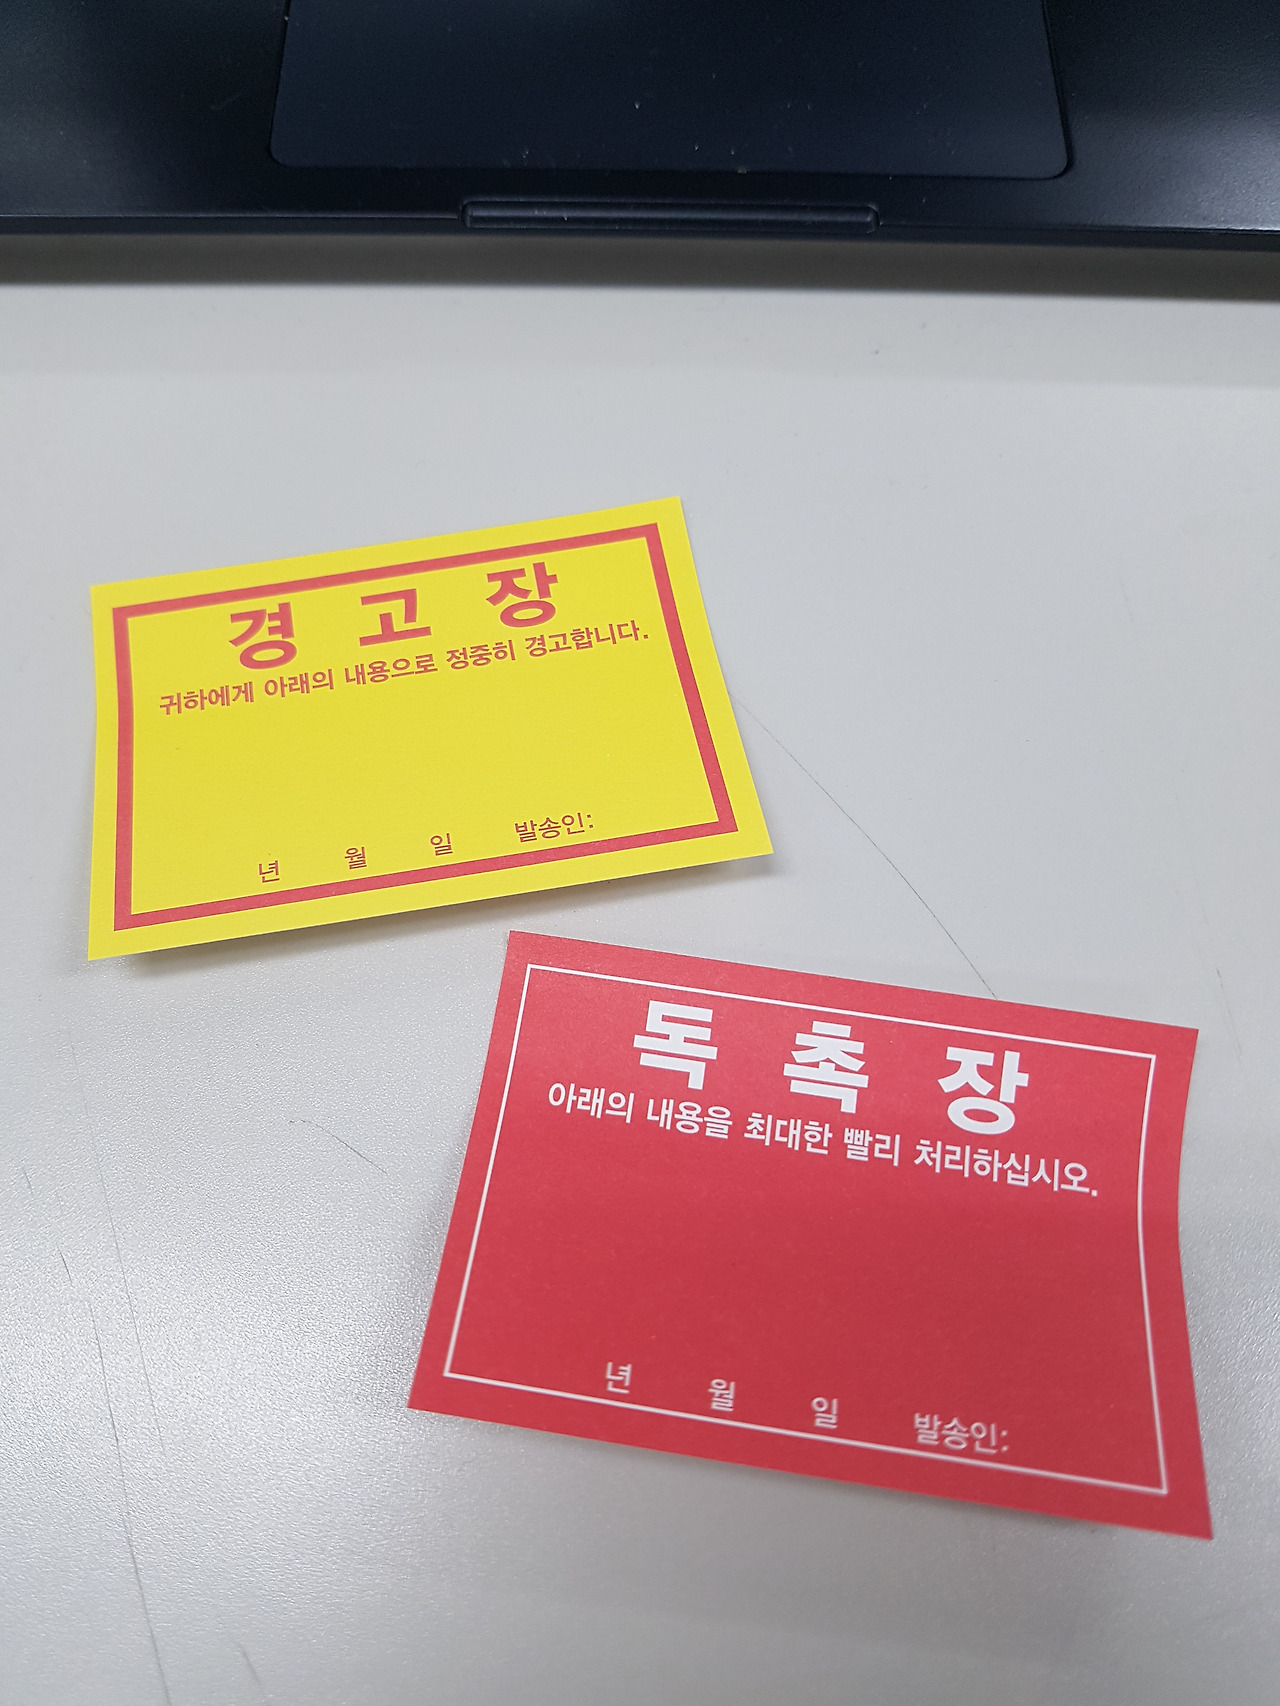 경 고 장
귀하에게 아래의 내용으로 정중히 경고합니다.
년 월 일 발송인:
독 촉 장
아래의 내용을 최대한 빨리 처리하십시오.
년 월 일 발송인: